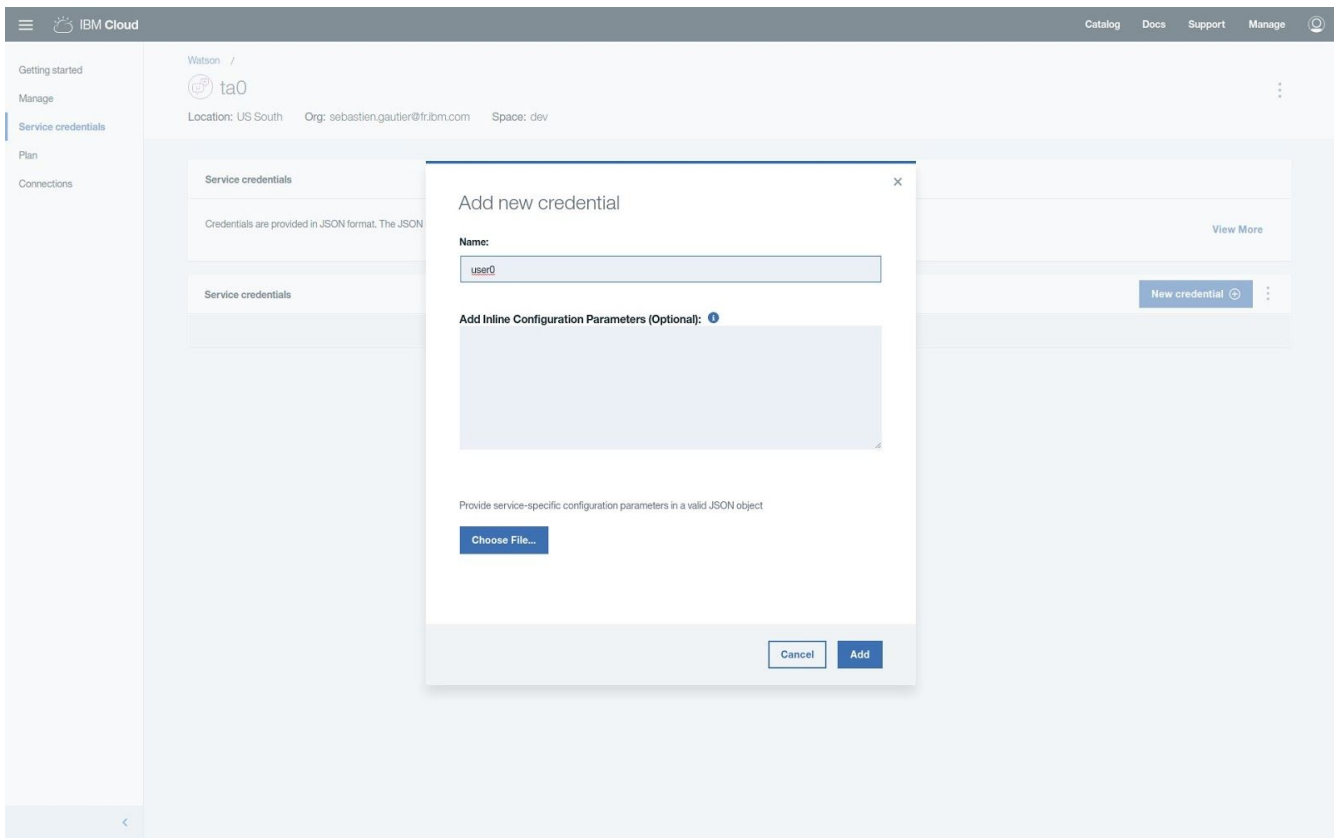 IBM Cloud
Catalog Docs Support Manage
Getting started
Manage
Service credentials
Plan
Connections
Watson /
ta0
Location: US South Org: sebastien.gautier@fr.ibm.com Space: dev
Service credentials
Credentials are provided in JSON format. The JSON
View More
Service credentials
New credential
Add new credential
Name:
user0
Add Inline Configuration Parameters (Optional):
Provide service-specific configuration parameters in a valid JSON object
Choose File...
Cancel Add